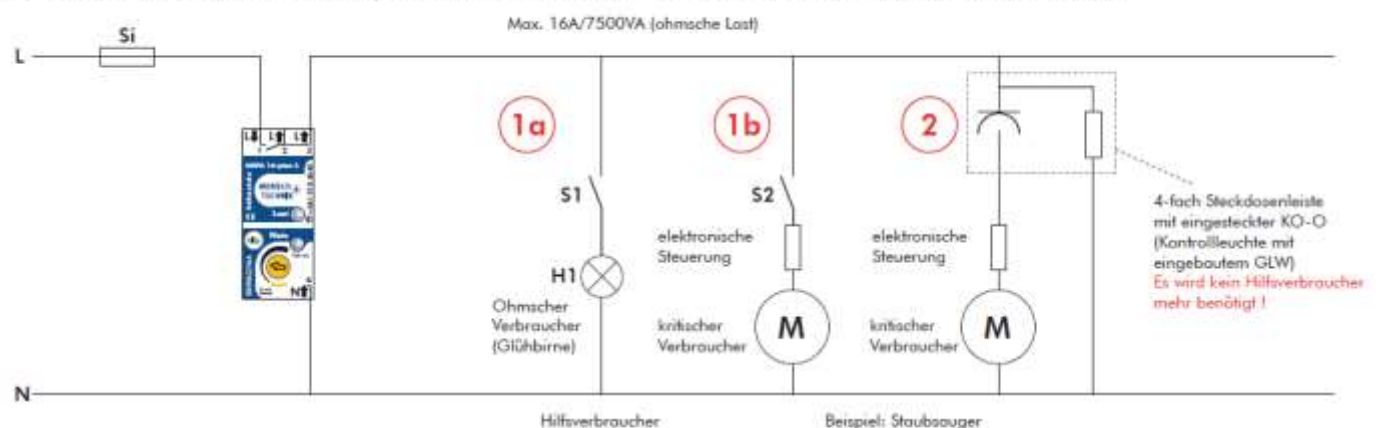 Max. 16A/7500VA (ohmsche Last)
Si
L
1a
1b
2
S1
S2
4-fach Steckdosenleiste
mit eingesteckter KO-O
(Kontrollleuchte mit
eingebautem GLW)
Es wird kein Hilfsverbraucher
mehr benötigt !
elektronische
Steuerung
elektronische
Steuerung
H1
Ohmscher
Verbraucher
(Glühbirne)
kritischer
Verbraucher
M
kritischer
Verbraucher
M
N
Hilfsverbraucher
Beispiel: Staubsauger